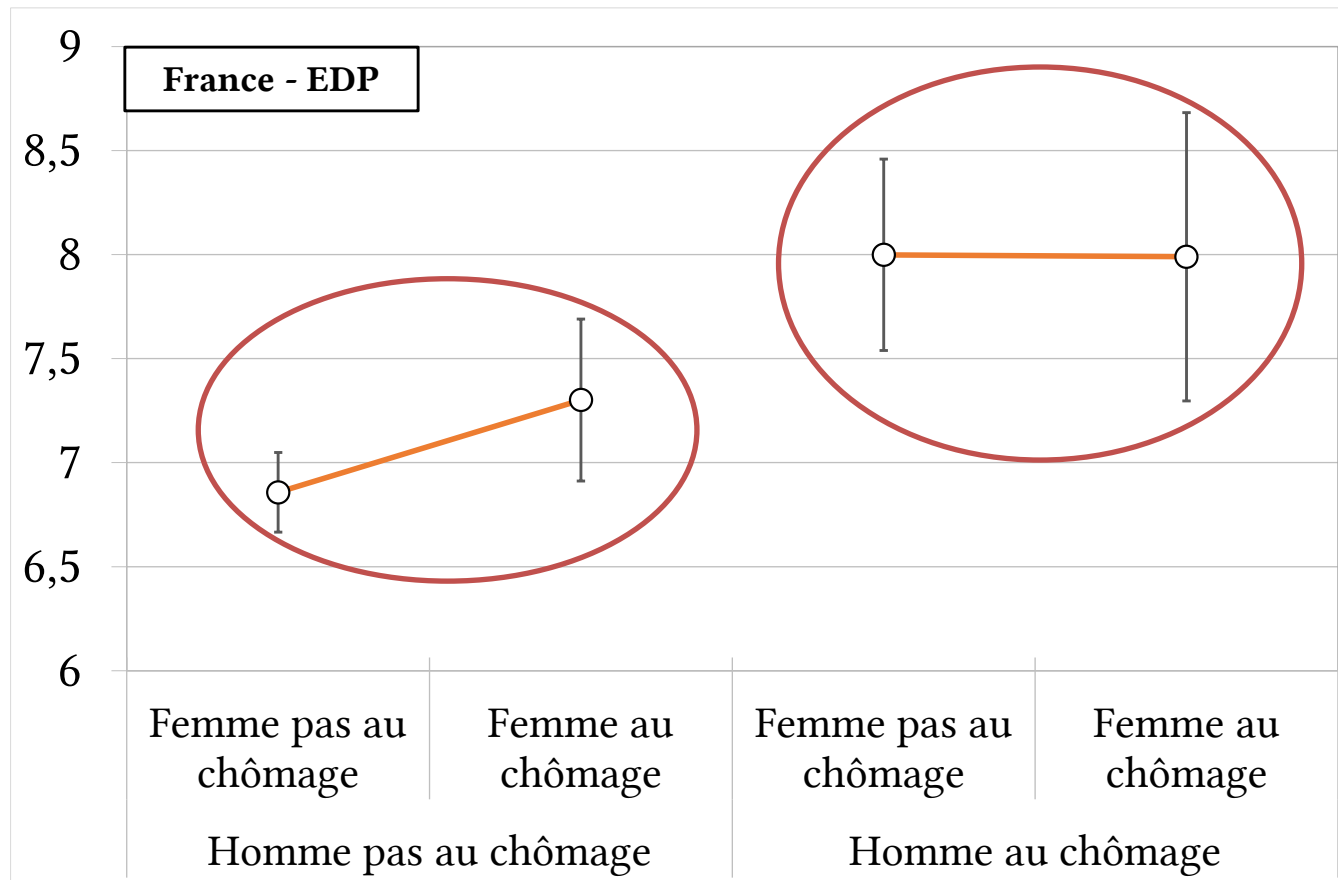 9
France - EDP
8,5
8
7,5
7
6,5
6
Femme pas au
chômage
Femme au
chômage
Femme pas au
chômage
Femme au
chômage
Homme pas au chômage
Homme au chômage